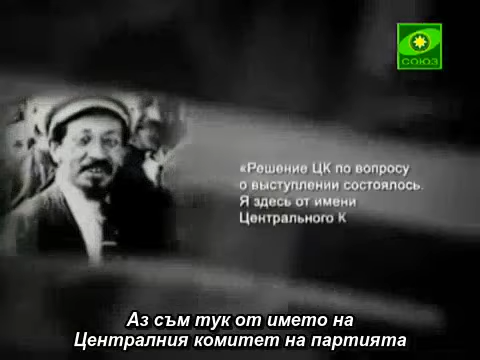 СОЮЗ
«Решение ЦК по вопросу
о выступлении состоялось.
Я здесь от имени
Центрального К
Аз съм тук от името на
Централния комитет на партията